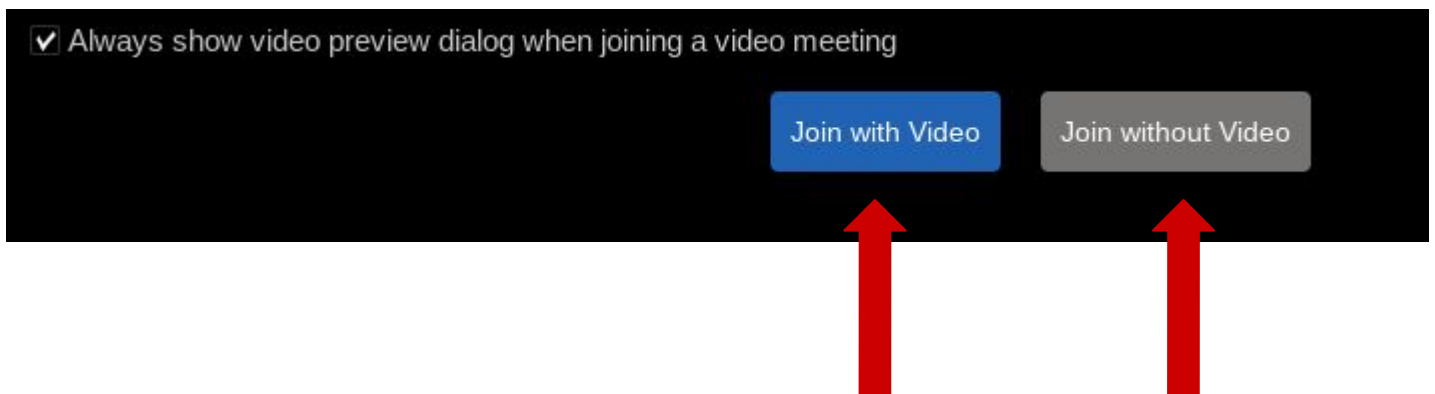 Always show video preview dialog when joining a video meeting
Join with Video
Join without Video